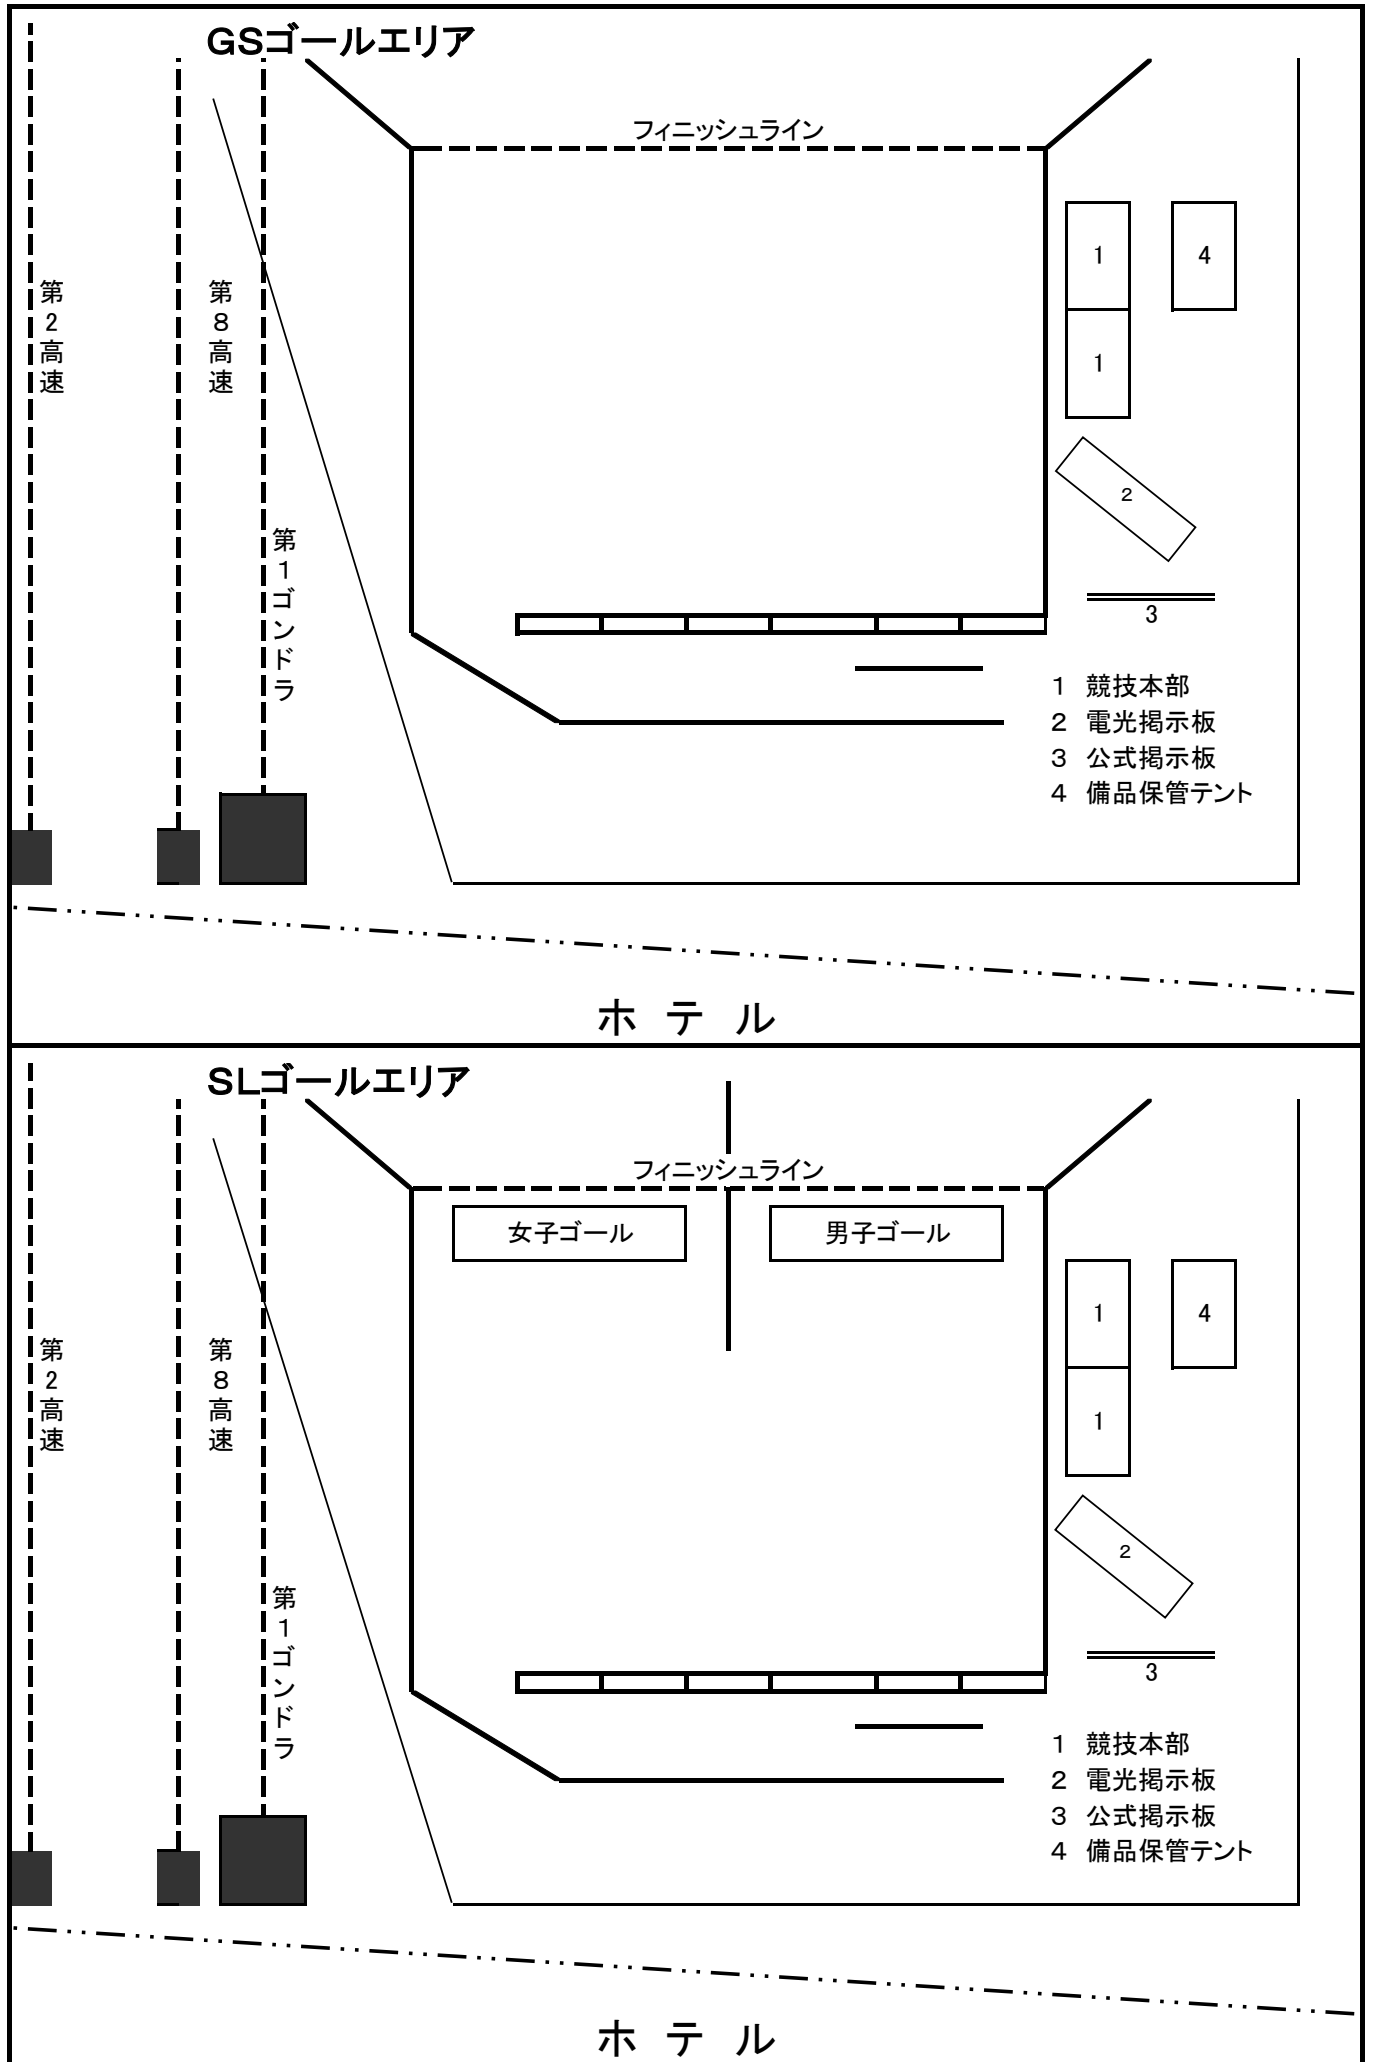 GSゴールエリア
フィニッシュライン
1
4
第2高速
第8高速
1
2
第1ゴンドラ
3
1 競技本部
2 電光掲示板
3 公式掲示板
4 備品保管テント
ホテル
SLゴールエリア
フィニッシュライン
女子ゴール
男子ゴール
1
4
第2高速
第8高速
1
2
第1ゴンドラ
3
1 競技本部
2 電光掲示板
3 公式掲示板
4 備品保管テント
ホテル